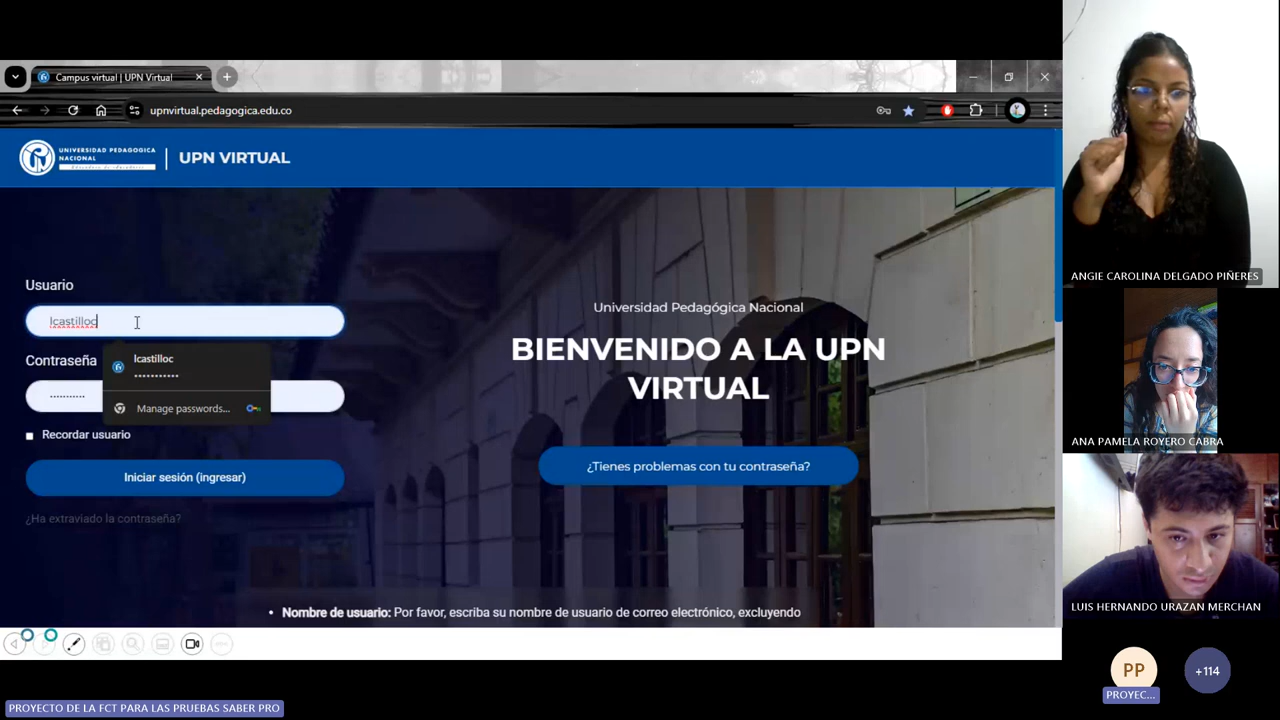 Campus virtual | UPN Virtual
upnvirtual.pedagogica.edu.co
UNIVERSIDAD PEDAGOGICA
NACIONAL
UPN VIRTUAL
Usuario
lcastilloc
lcastilloc
Contraseña
Manage passwords...
Recordar usuario
Iniciar sesión (ingresar)
¿Ha extraviado la contraseña?
Universidad Pedagógica Nacional
BIENVENIDO A LA UPN
VIRTUAL
¿Tienes problemas con tu contraseña?
• Nombre de usuario: Por favor, escriba su nombre de usuario de correo electrónico, excluyendo
ANGIE CAROLINA DELGADO PIÑERES
ANA PAMELA ROYERO CABRA
LUIS HERNANDO URAZAN MERCHAN
PP
+114
PROYEC...
PROYECTO DE LA FCT PARA LAS PRUEBAS SABER PRO